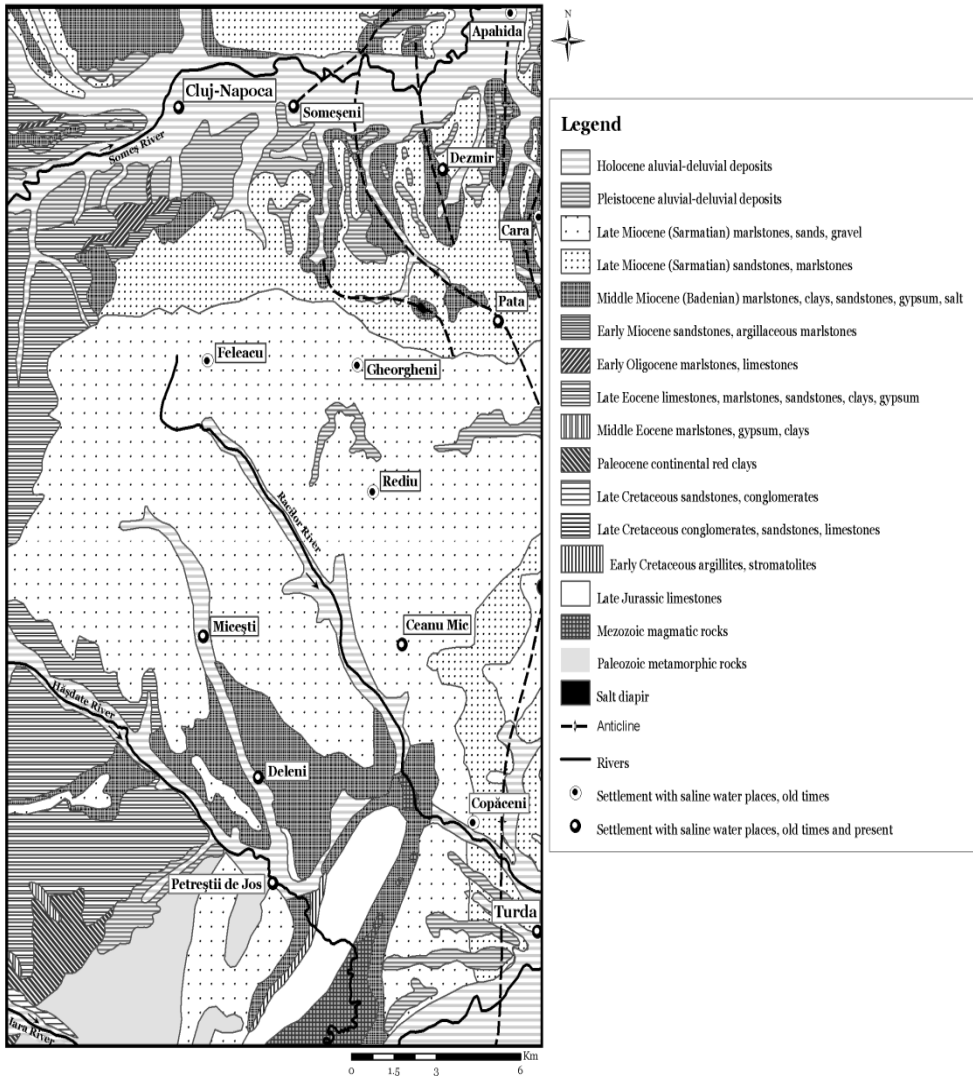 N
Apahida
Cluj-Napoca
Someșeni
Someș River
Dezmir
Cara
Pata
Feleacu
Gheorgheni
Rediu
Racilor River
Micești
Ceanu Mic
Hășdate River
Deleni
Copăceni
Petreștii de Jos
Turda
Iara River
0 1.5 3 6 Km
Legend
Holocene aluvial-deluvial deposits
Pleistocene aluvial-deluvial deposits
Late Miocene (Sarmatian) marlstones, sands, gravel
Late Miocene (Sarmatian) sandstones, marlstones
Middle Miocene (Badenian) marlstones, clays, sandstones, gypsum, salt
Early Miocene sandstones, argillaceous marlstones
Early Oligocene marlstones, limestones
Late Eocene limestones, marlstones, sandstones, clays, gypsum
Middle Eocene marlstones, gypsum, clays
Paleocene continental red clays
Late Cretaceous sandstones, conglomerates
Late Cretaceous conglomerates, sandstones, limestones
Early Cretaceous argillites, stromatolites
Late Jurassic limestones
Mezozoic magmatic rocks
Paleozoic metamorphic rocks
Salt diapir
Anticline
Rivers
Settlement with saline water places, old times
Settlement with saline water places, old times and present